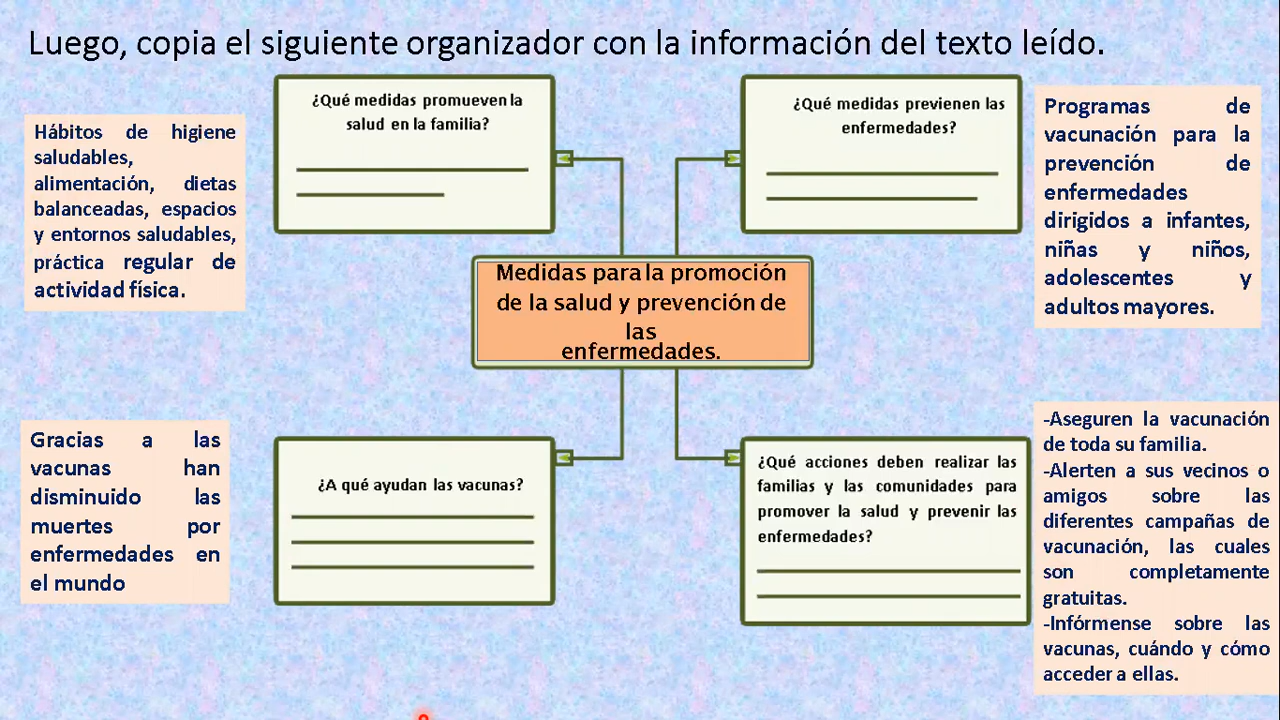 Luego, copia el siguiente organizador con la información del texto leído.
¿Qué medidas promueven la
salud en la familia?
Hábitos de higiene
saludables,
alimentación, dietas
balanceadas, espacios
y entornos saludables,
práctica regular de
actividad física.
¿Qué medidas previenen las
enfermedades?
Programas de
vacunación para la
prevención de
enfermedades
dirigidos a infantes,
niñas y niños,
adolescentes y
adultos mayores.
Medidas para la promoción
de la salud y prevención de
las
enfermedades.
Gracias a las
vacunas han
disminuido las
muertes por
enfermedades en
el mundo
¿A qué ayudan las vacunas?
¿Qué acciones deben realizar las
familias y las comunidades para
promover la salud y prevenir las
enfermedades?
-Aseguren la vacunación
de toda su familia.
-Alerten a sus vecinos o
amigos sobre las
diferentes campañas de
vacunación, las cuales
son completamente
gratuitas.
-Infórmense sobre las
vacunas, cuándo y cómo
acceder a ellas.